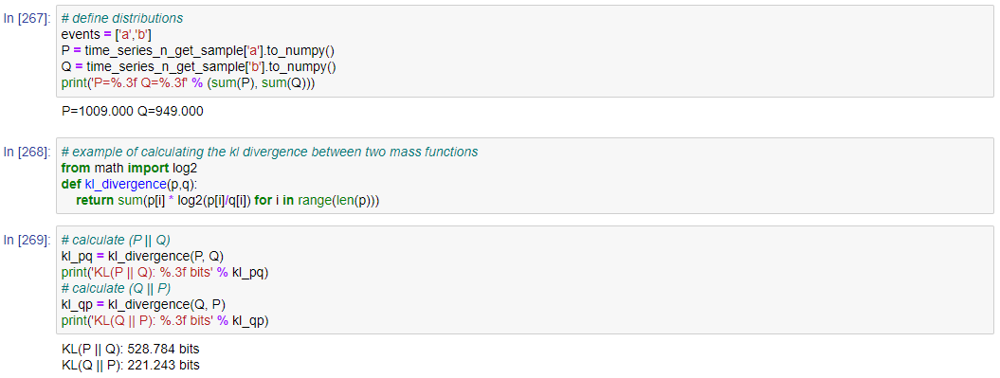 In [267]: # define distributions
events = ['a','b']
P = time_series_n_get_sample['a'].to_numpy()
Q = time_series_n_get_sample['b'].to_numpy()
print('P=%.3f Q=%.3f' % (sum(P), sum(Q)))
P=1009.000 Q=949.000
In [268]: # example of calculating the kl divergence between two mass functions
from math import log2
def kl_divergence(p,q):
    return sum(p[i] * log2(p[i]/q[i]) for i in range(len(p)))
In [269]: # calculate (P || Q)
kl_pq = kl_divergence(P, Q)
print('KL(P || Q): %.3f bits' % kl_pq)
# calculate (Q || P)
kl_qp = kl_divergence(Q, P)
print('KL(Q || P): %.3f bits' % kl_qp)
KL(P || Q): 528.784 bits
KL(Q || P): 221.243 bits